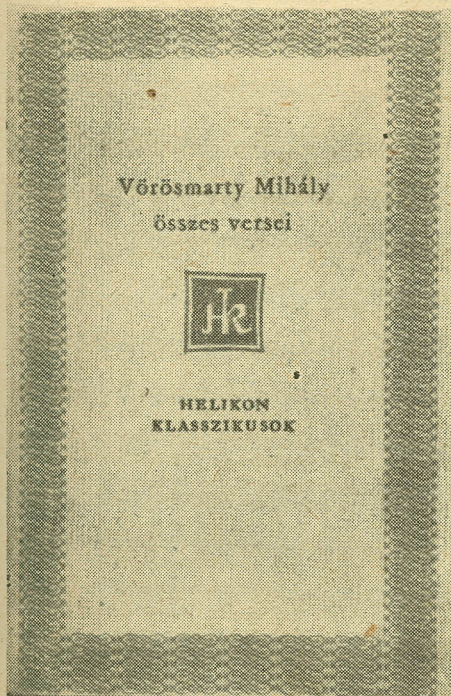 Vörösmarty Mihály
összes versei
HK
HELIKON
KLASSZIKUSOK